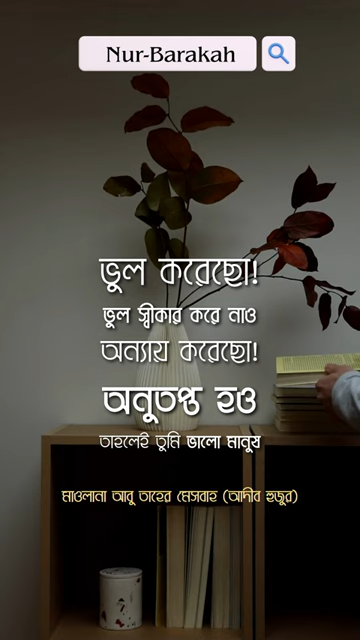 Nur-Barakah
ভুল করেছো!
ভুল স্বীকার করে নাও
অন্যায় করেছো!
অনুতপ্ত হও
তাহলেই তুমি ভালো মানুষ
মাওলানা আবু তাহের মেসবাহ (আদীব হুজুর)